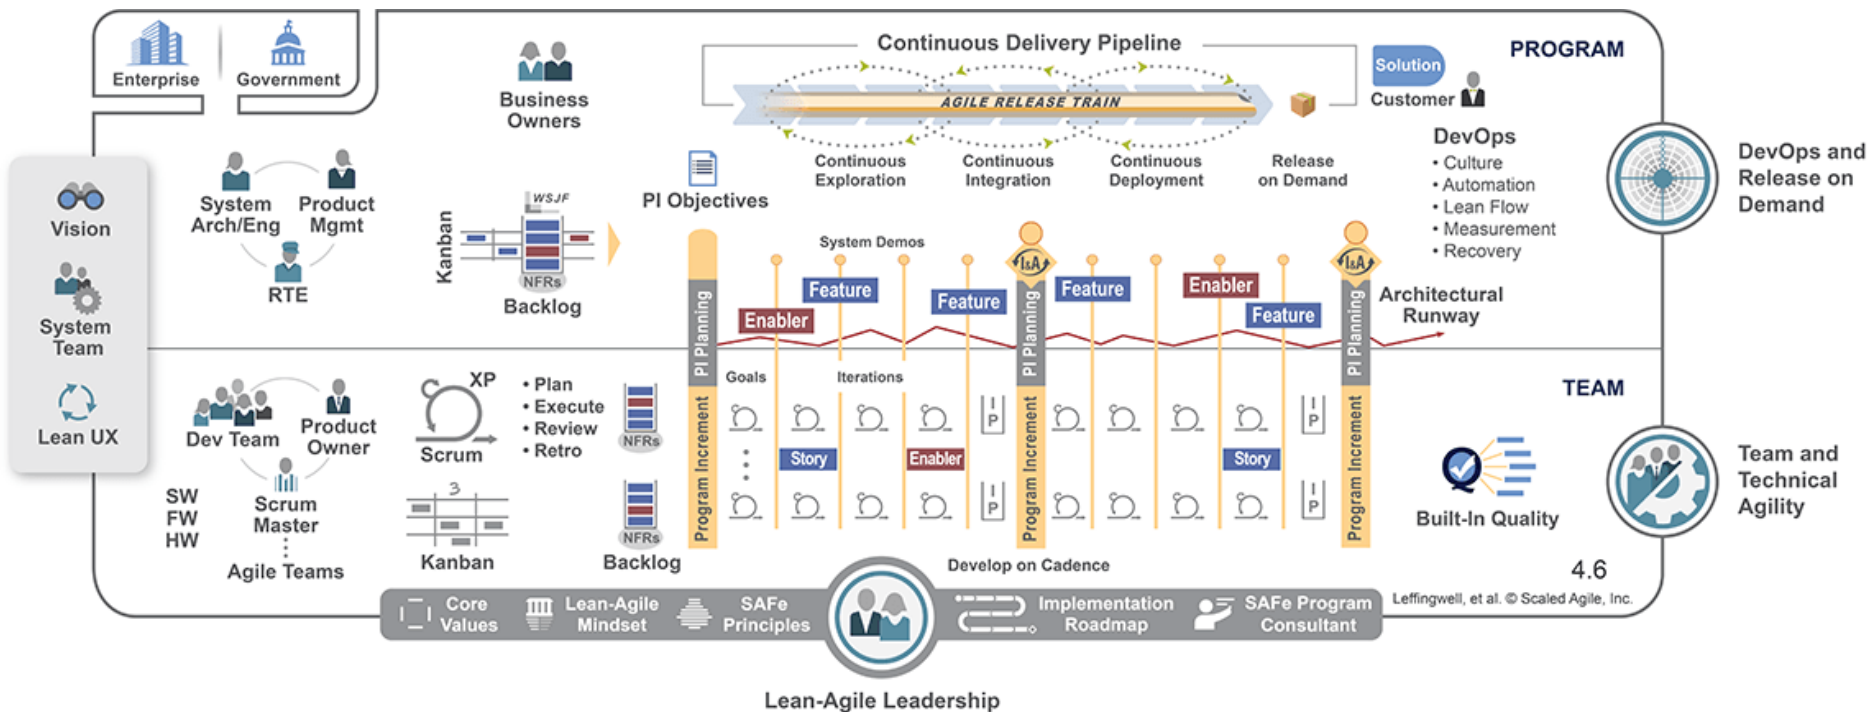 Enterprise
Government
Business
Owners
Continuous Delivery Pipeline
AGILE RELEASE TRAIN
Solution
Customer
PROGRAM
Continuous
Exploration
Continuous
Integration
Continuous
Deployment
Release
on Demand
DevOps
• Culture
• Automation
• Lean Flow
• Measurement
• Recovery
DevOps and
Release on
Demand
Vision
System
Team
Lean UX
System
Arch/Eng
Product
Mgmt
RTE
Kanban
WSJF
NFRs
Backlog
PI Objectives
System Demos
PI Planning
Enabler
Feature
Feature
I&A
PI Planning
Feature
Enabler
Feature
I&A
PI Planning
Architectural
Runway
TEAM
Dev Team
Product
Owner
Scrum
Master
SW
FW
HW
Agile Teams
XP
Scrum
• Plan
• Execute
• Review
• Retro
3
Kanban
NFRs
NFRs
Backlog
Program Increment
Goals
Iterations
I
P
Story
Enabler
I
P
Program Increment
I
P
Story
I
P
Program Increment
Develop on Cadence
Built-In Quality
Team and
Technical
Agility
4.6
Leffingwell, et al. © Scaled Agile, Inc.
Core
Values
Lean-Agile
Mindset
SAFe
Principles
Implementation
Roadmap
SAFe Program
Consultant
Lean-Agile Leadership